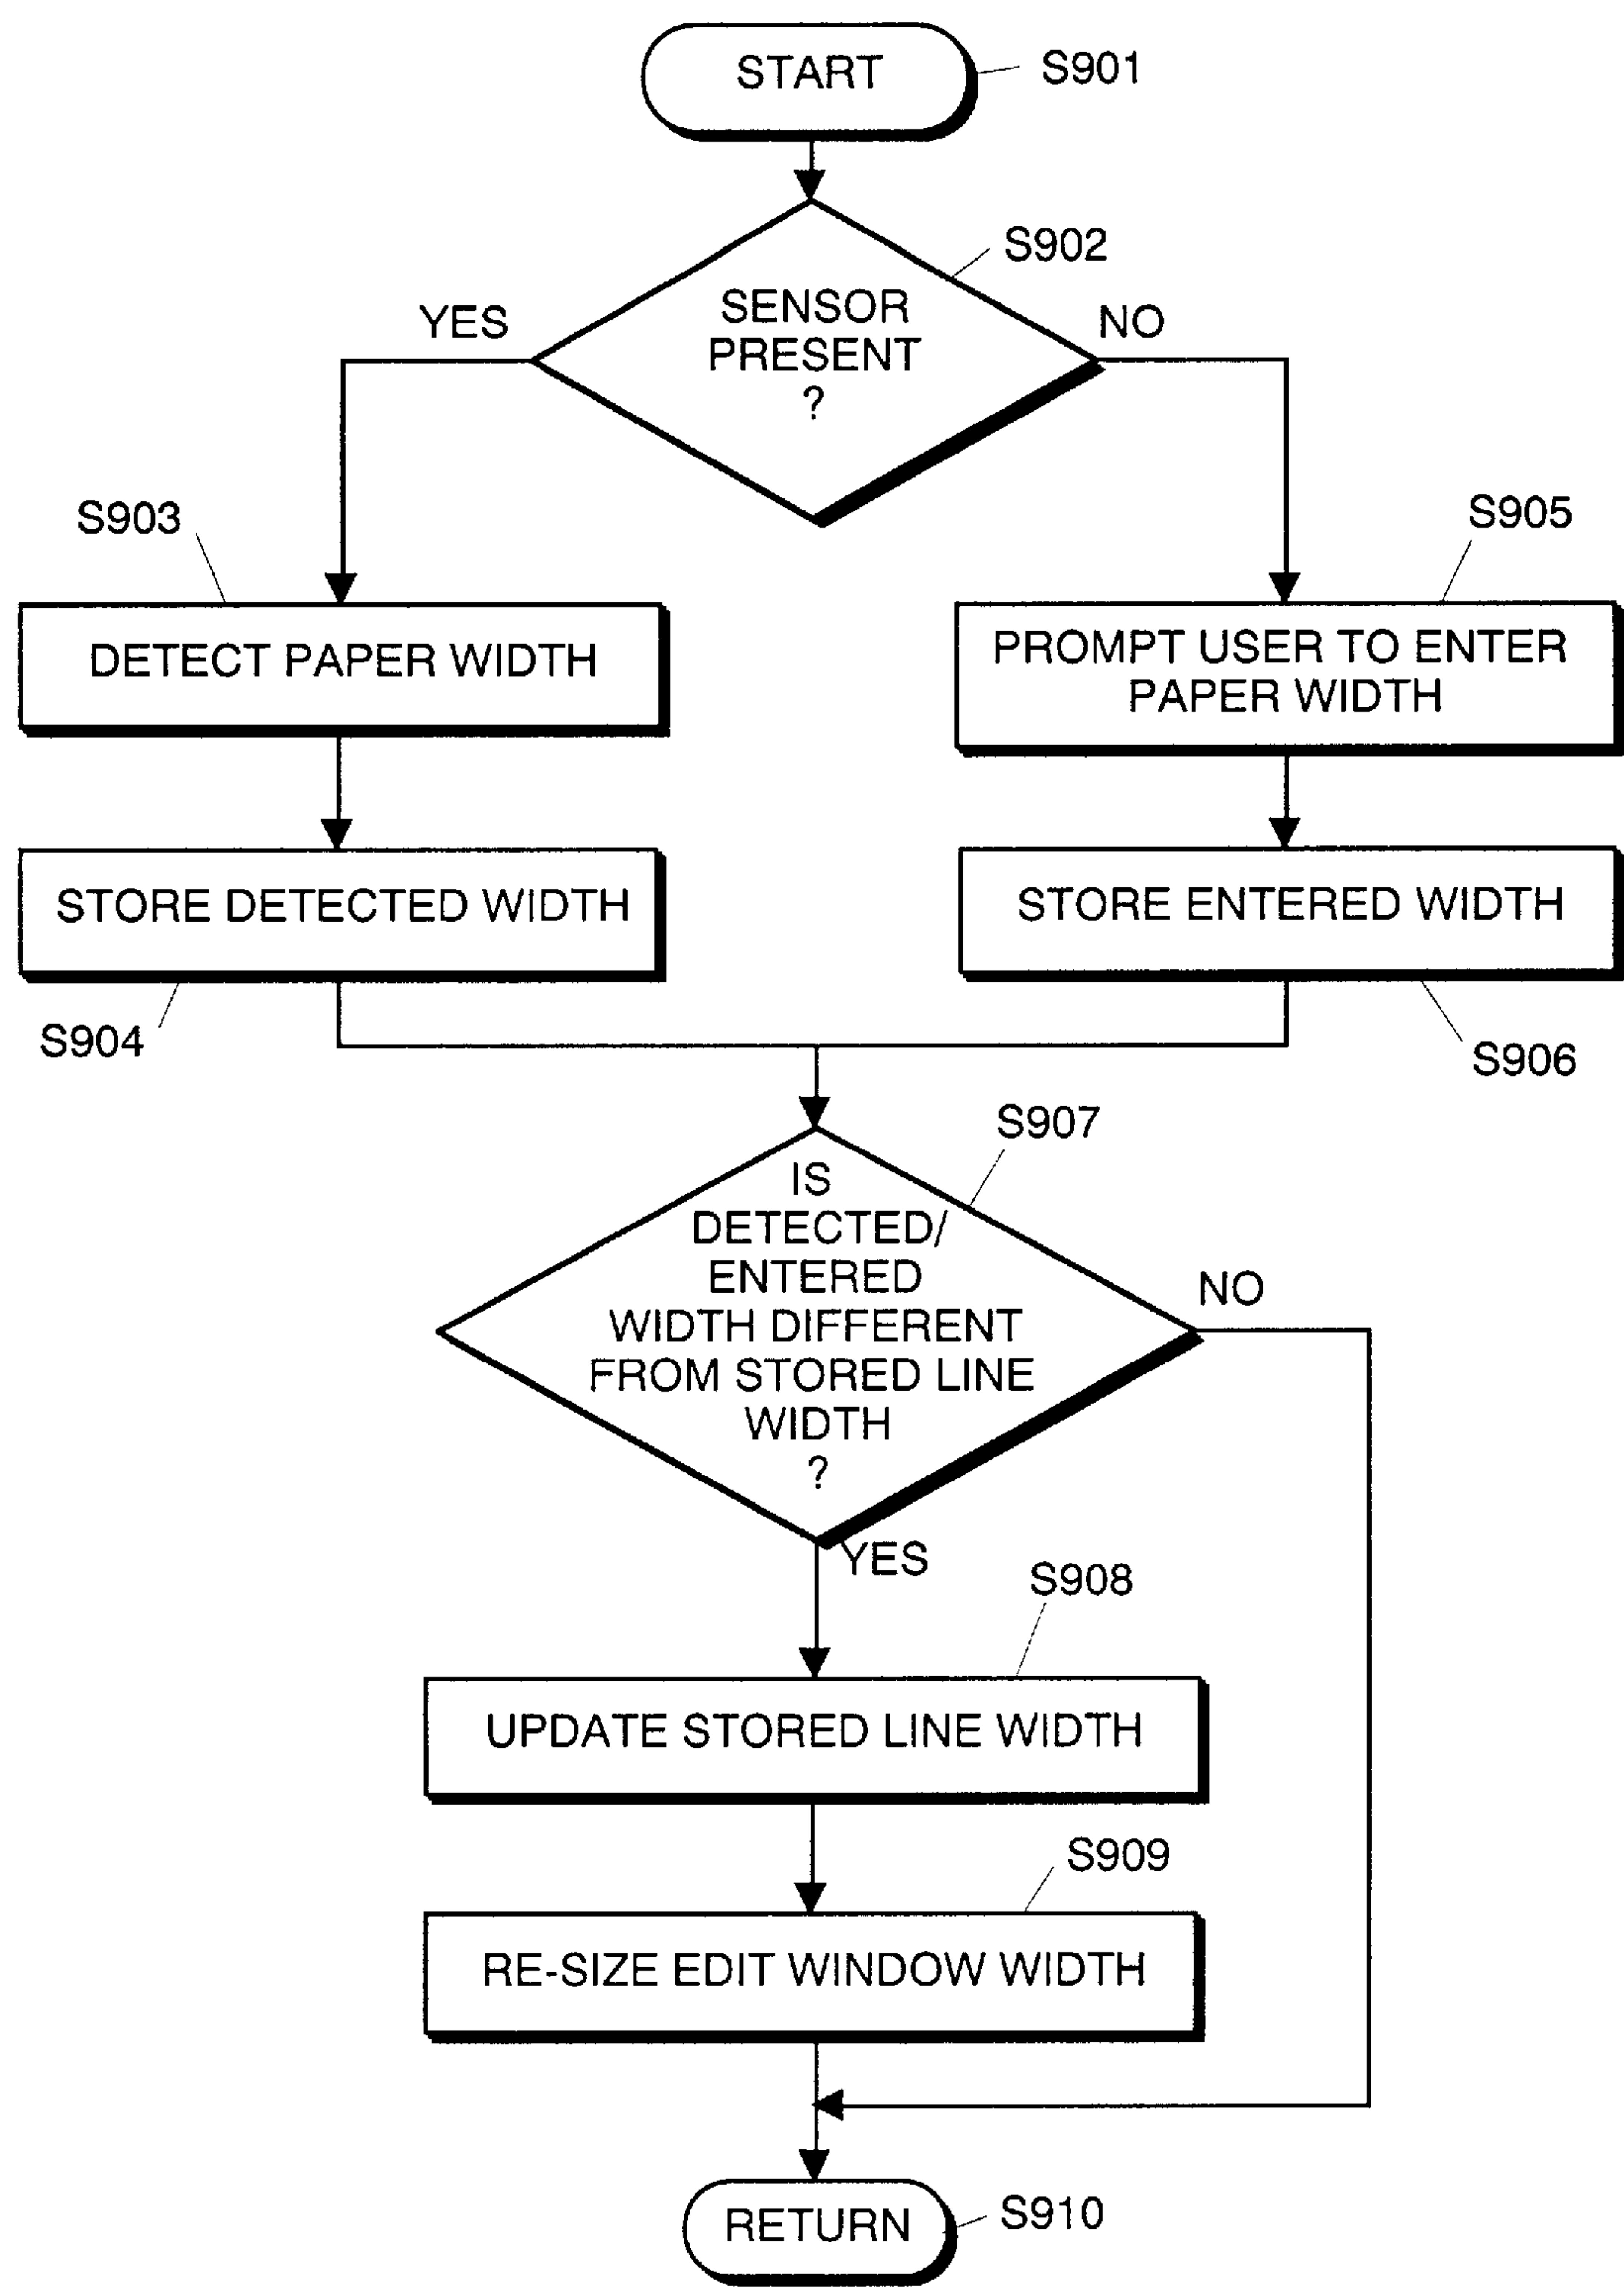 START
S901
S902
SENSOR
PRESENT
?
YES
NO
S903
S905
DETECT PAPER WIDTH
PROMPT USER TO ENTER
PAPER WIDTH
STORE DETECTED WIDTH
STORE ENTERED WIDTH
S904
S906
S907
IS
DETECTED/
ENTERED
WIDTH DIFFERENT
FROM STORED LINE
WIDTH
?
NO
YES
S908
UPDATE STORED LINE WIDTH
S909
RE-SIZE EDIT WINDOW WIDTH
RETURN
S910